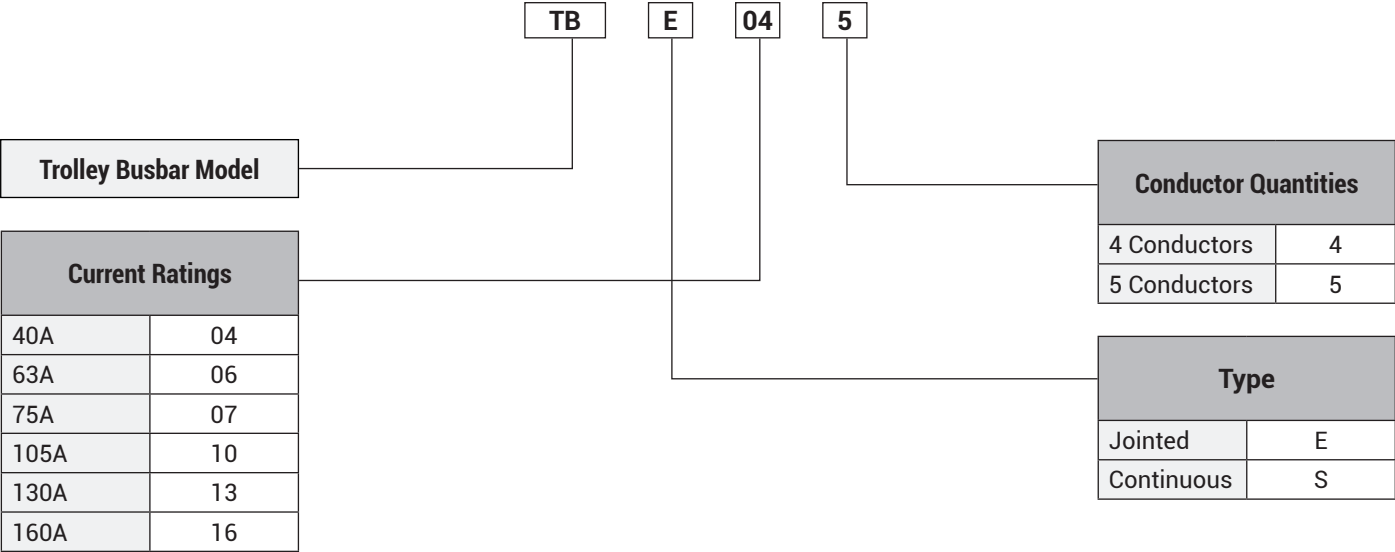 TB E 04 5
Trolley Busbar Model
Current Ratings
40A 04
63A 06
75A 07
105A 10
130A 13
160A 16
Conductor Quantities
4 Conductors 4
5 Conductors 5
Type
Jointed E
Continuous S